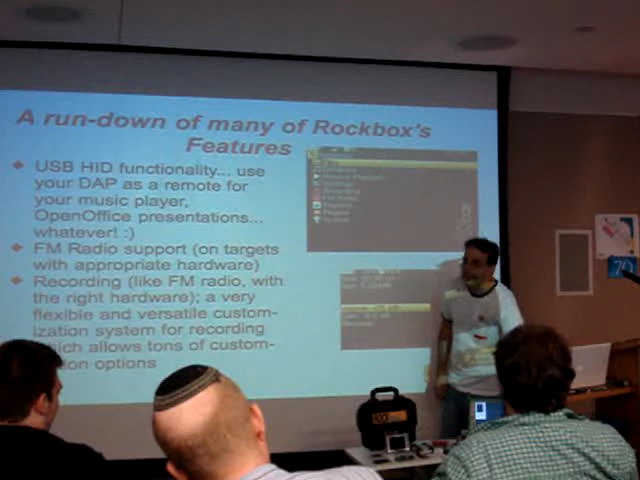 A run-down of many of Rockbox's
Features
USB HID functionality... use
your DAP as a remote for
your music player,
OpenOffice presentations...
whatever! :)
FM Radio support (on targets
with appropriate hardware)
Recording (like FM radio, with
the right hardware); a very
flexible and versatile custom-
ization system for recording
which allows tons of custom-
options